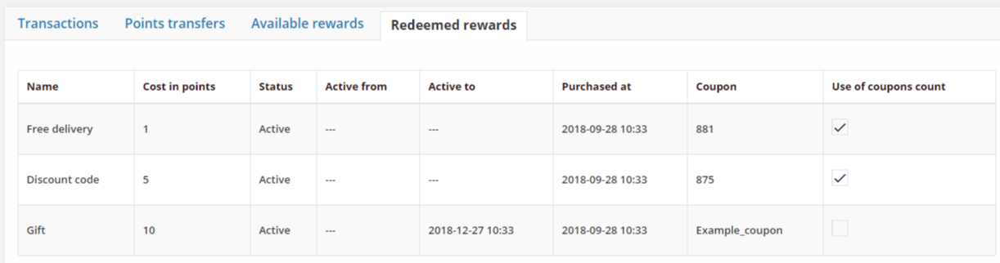 Transactions Points transfers Available rewards Redeemed rewards
Name Cost in points Status Active from Active to Purchased at Coupon Use of coupons count
Free delivery 1 Active --- --- 2018-09-28 10:33 881
Discount code 5 Active --- --- 2018-09-28 10:33 875
Gift 10 Active --- 2018-12-27 10:33 2018-09-28 10:33 Example_coupon